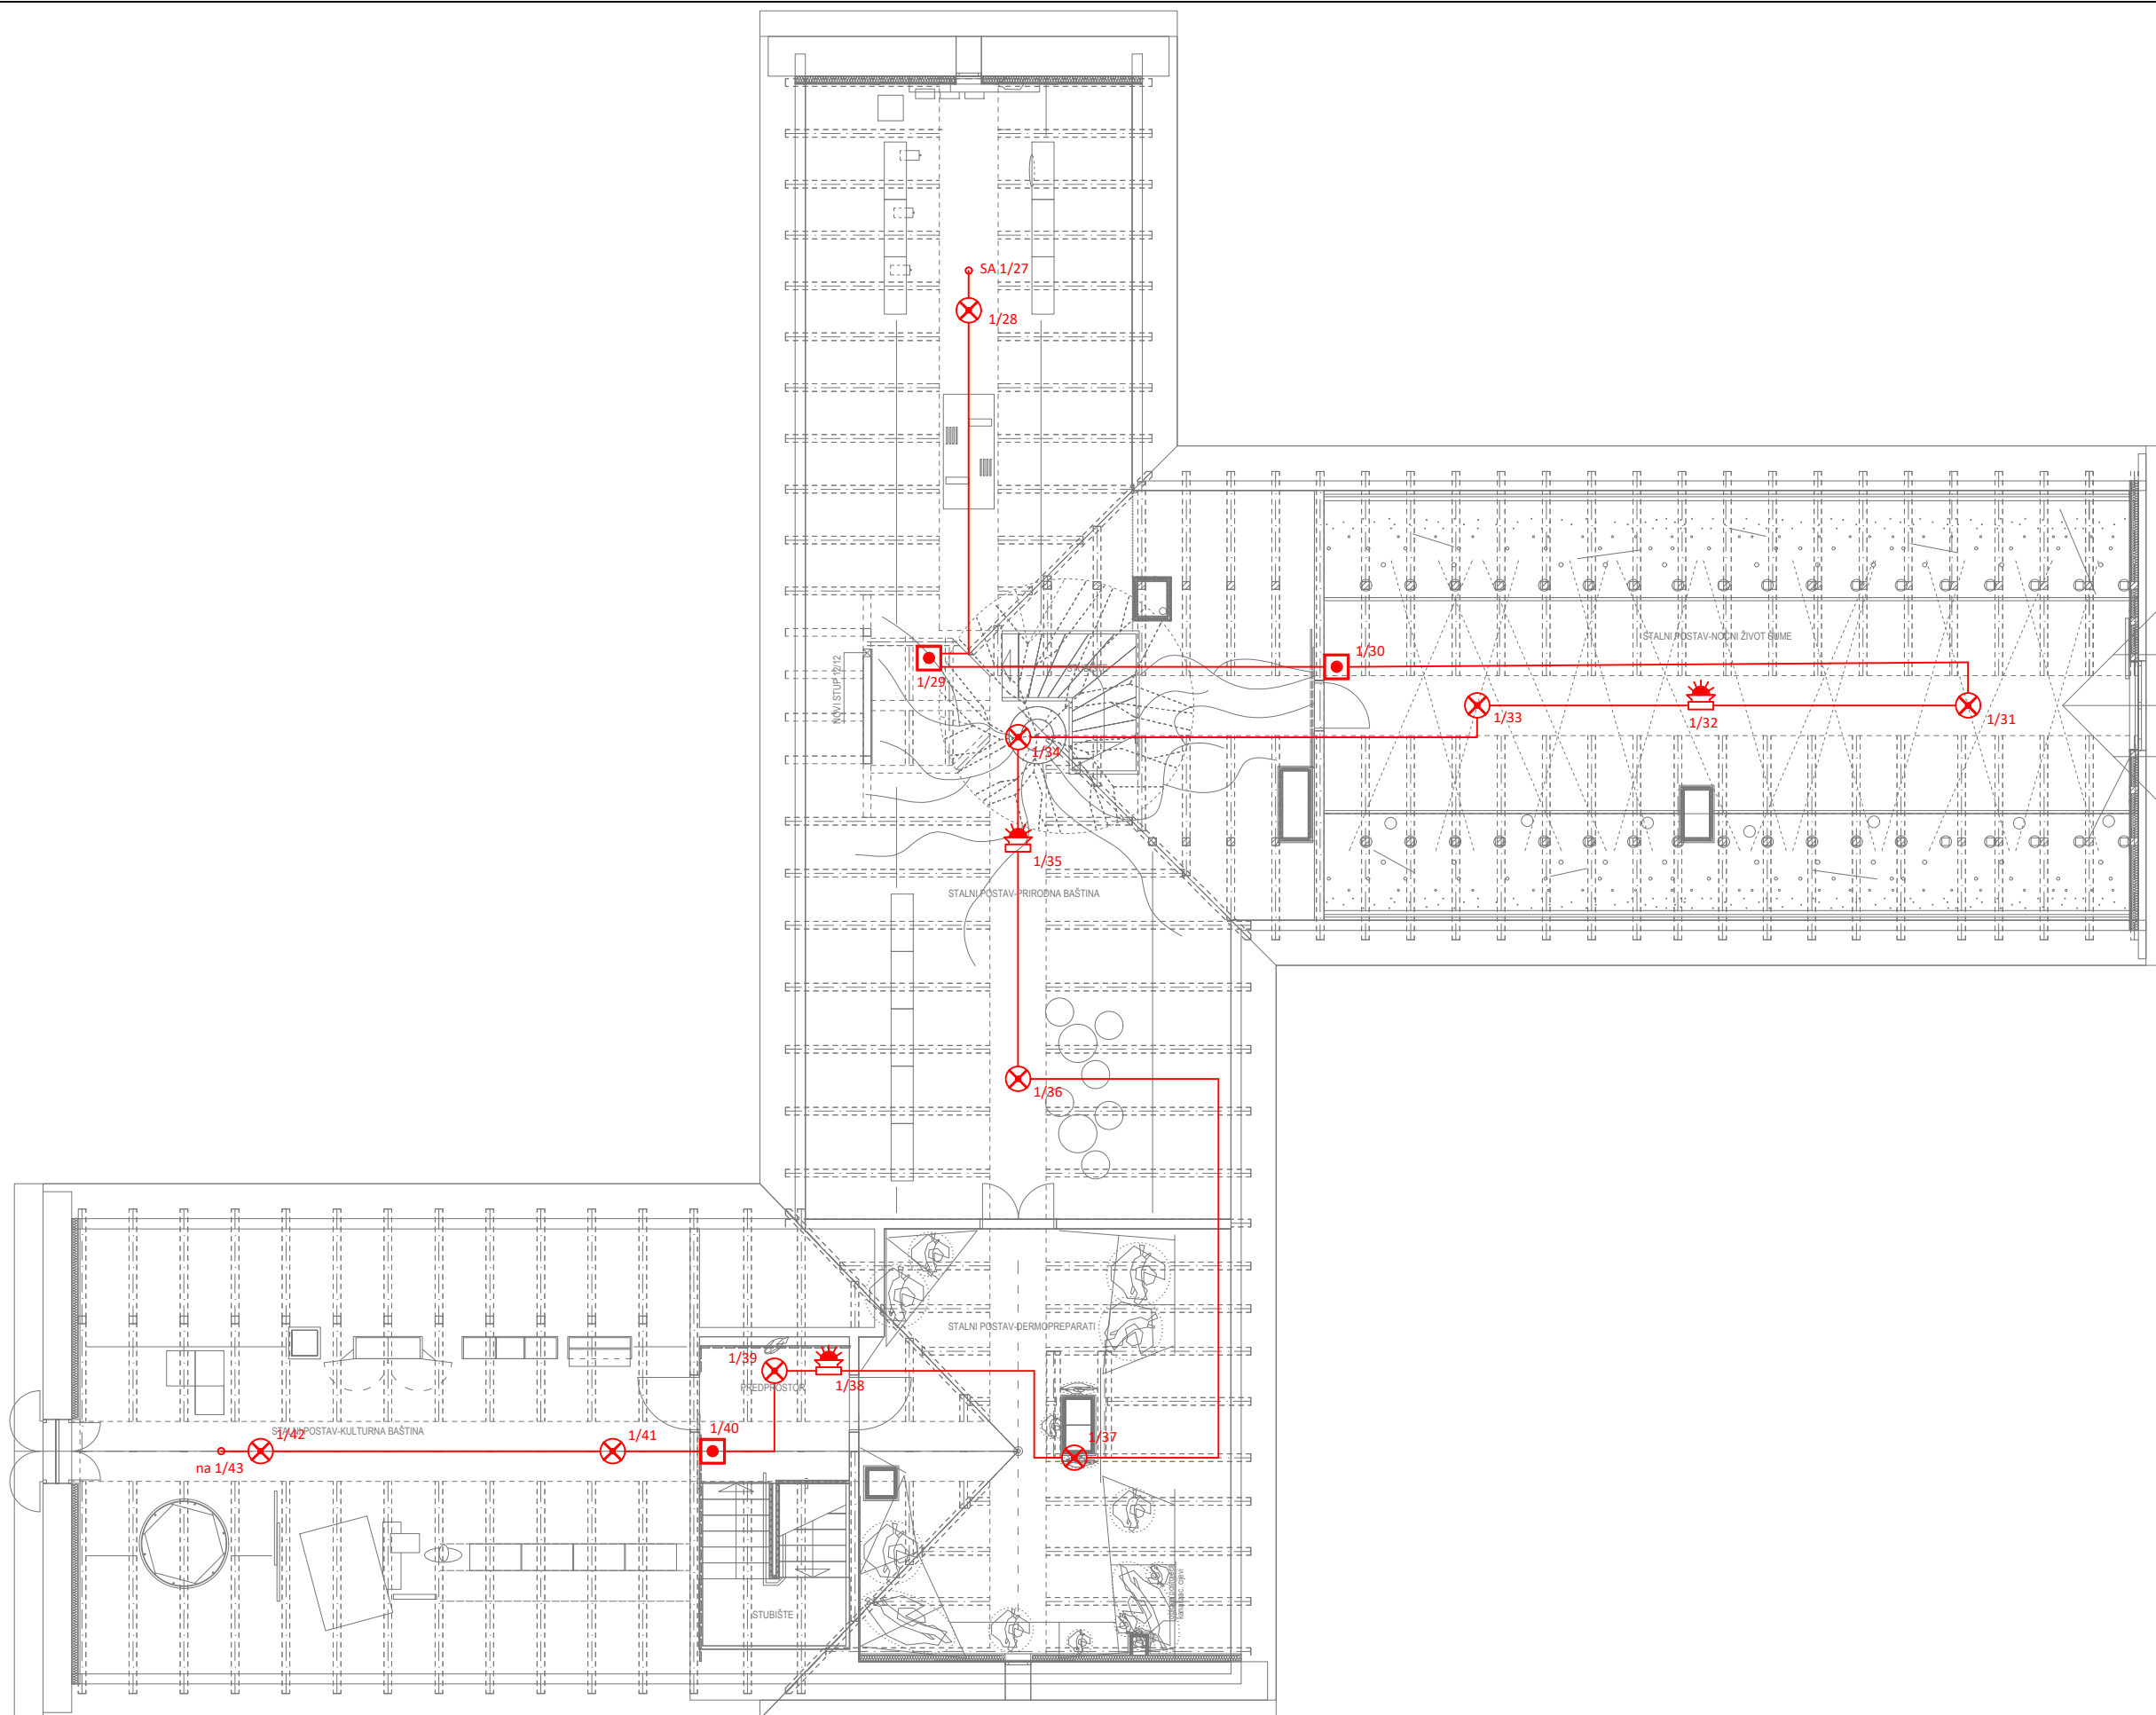 SA 1/27
1/28
STALNI POSTAV-NOĆNI ŽIVOT ŠUME
1/30
1/29
NOVI STUP 12/12
1/33
1/32
1/31
1/34
1/35
STALNI POSTAV-PRIRODNA BAŠTINA
1/36
STALNI POSTAV-DERMOPREPARATI
1/39
1/38
PREDPROSTOR
1/40
STALNI POSTAV-KULTURNA BAŠTINA
1/42
1/41
1/37
na 1/43
STUBIŠTE